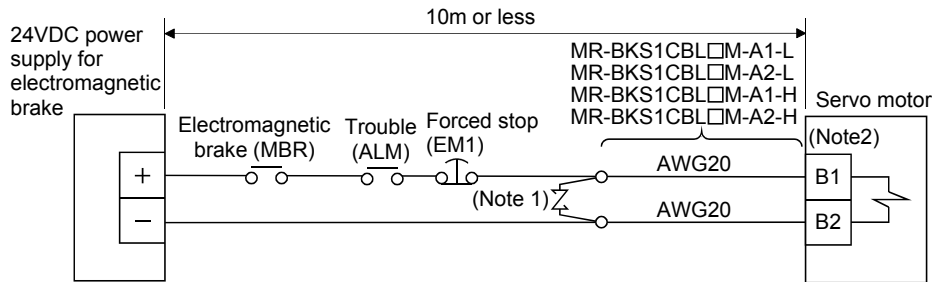 10m or less
24VDC power
supply for
electromagnetic
brake
MR-BKS1CBL□M-A1-L
MR-BKS1CBL□M-A2-L
MR-BKS1CBL□M-A1-H
MR-BKS1CBL□M-A2-H
Servo motor
Electromagnetic
brake (MBR)
Trouble
(ALM)
Forced stop
(EM1)
(Note2)
+
AWG20
B1
(Note 1)
−
AWG20
B2